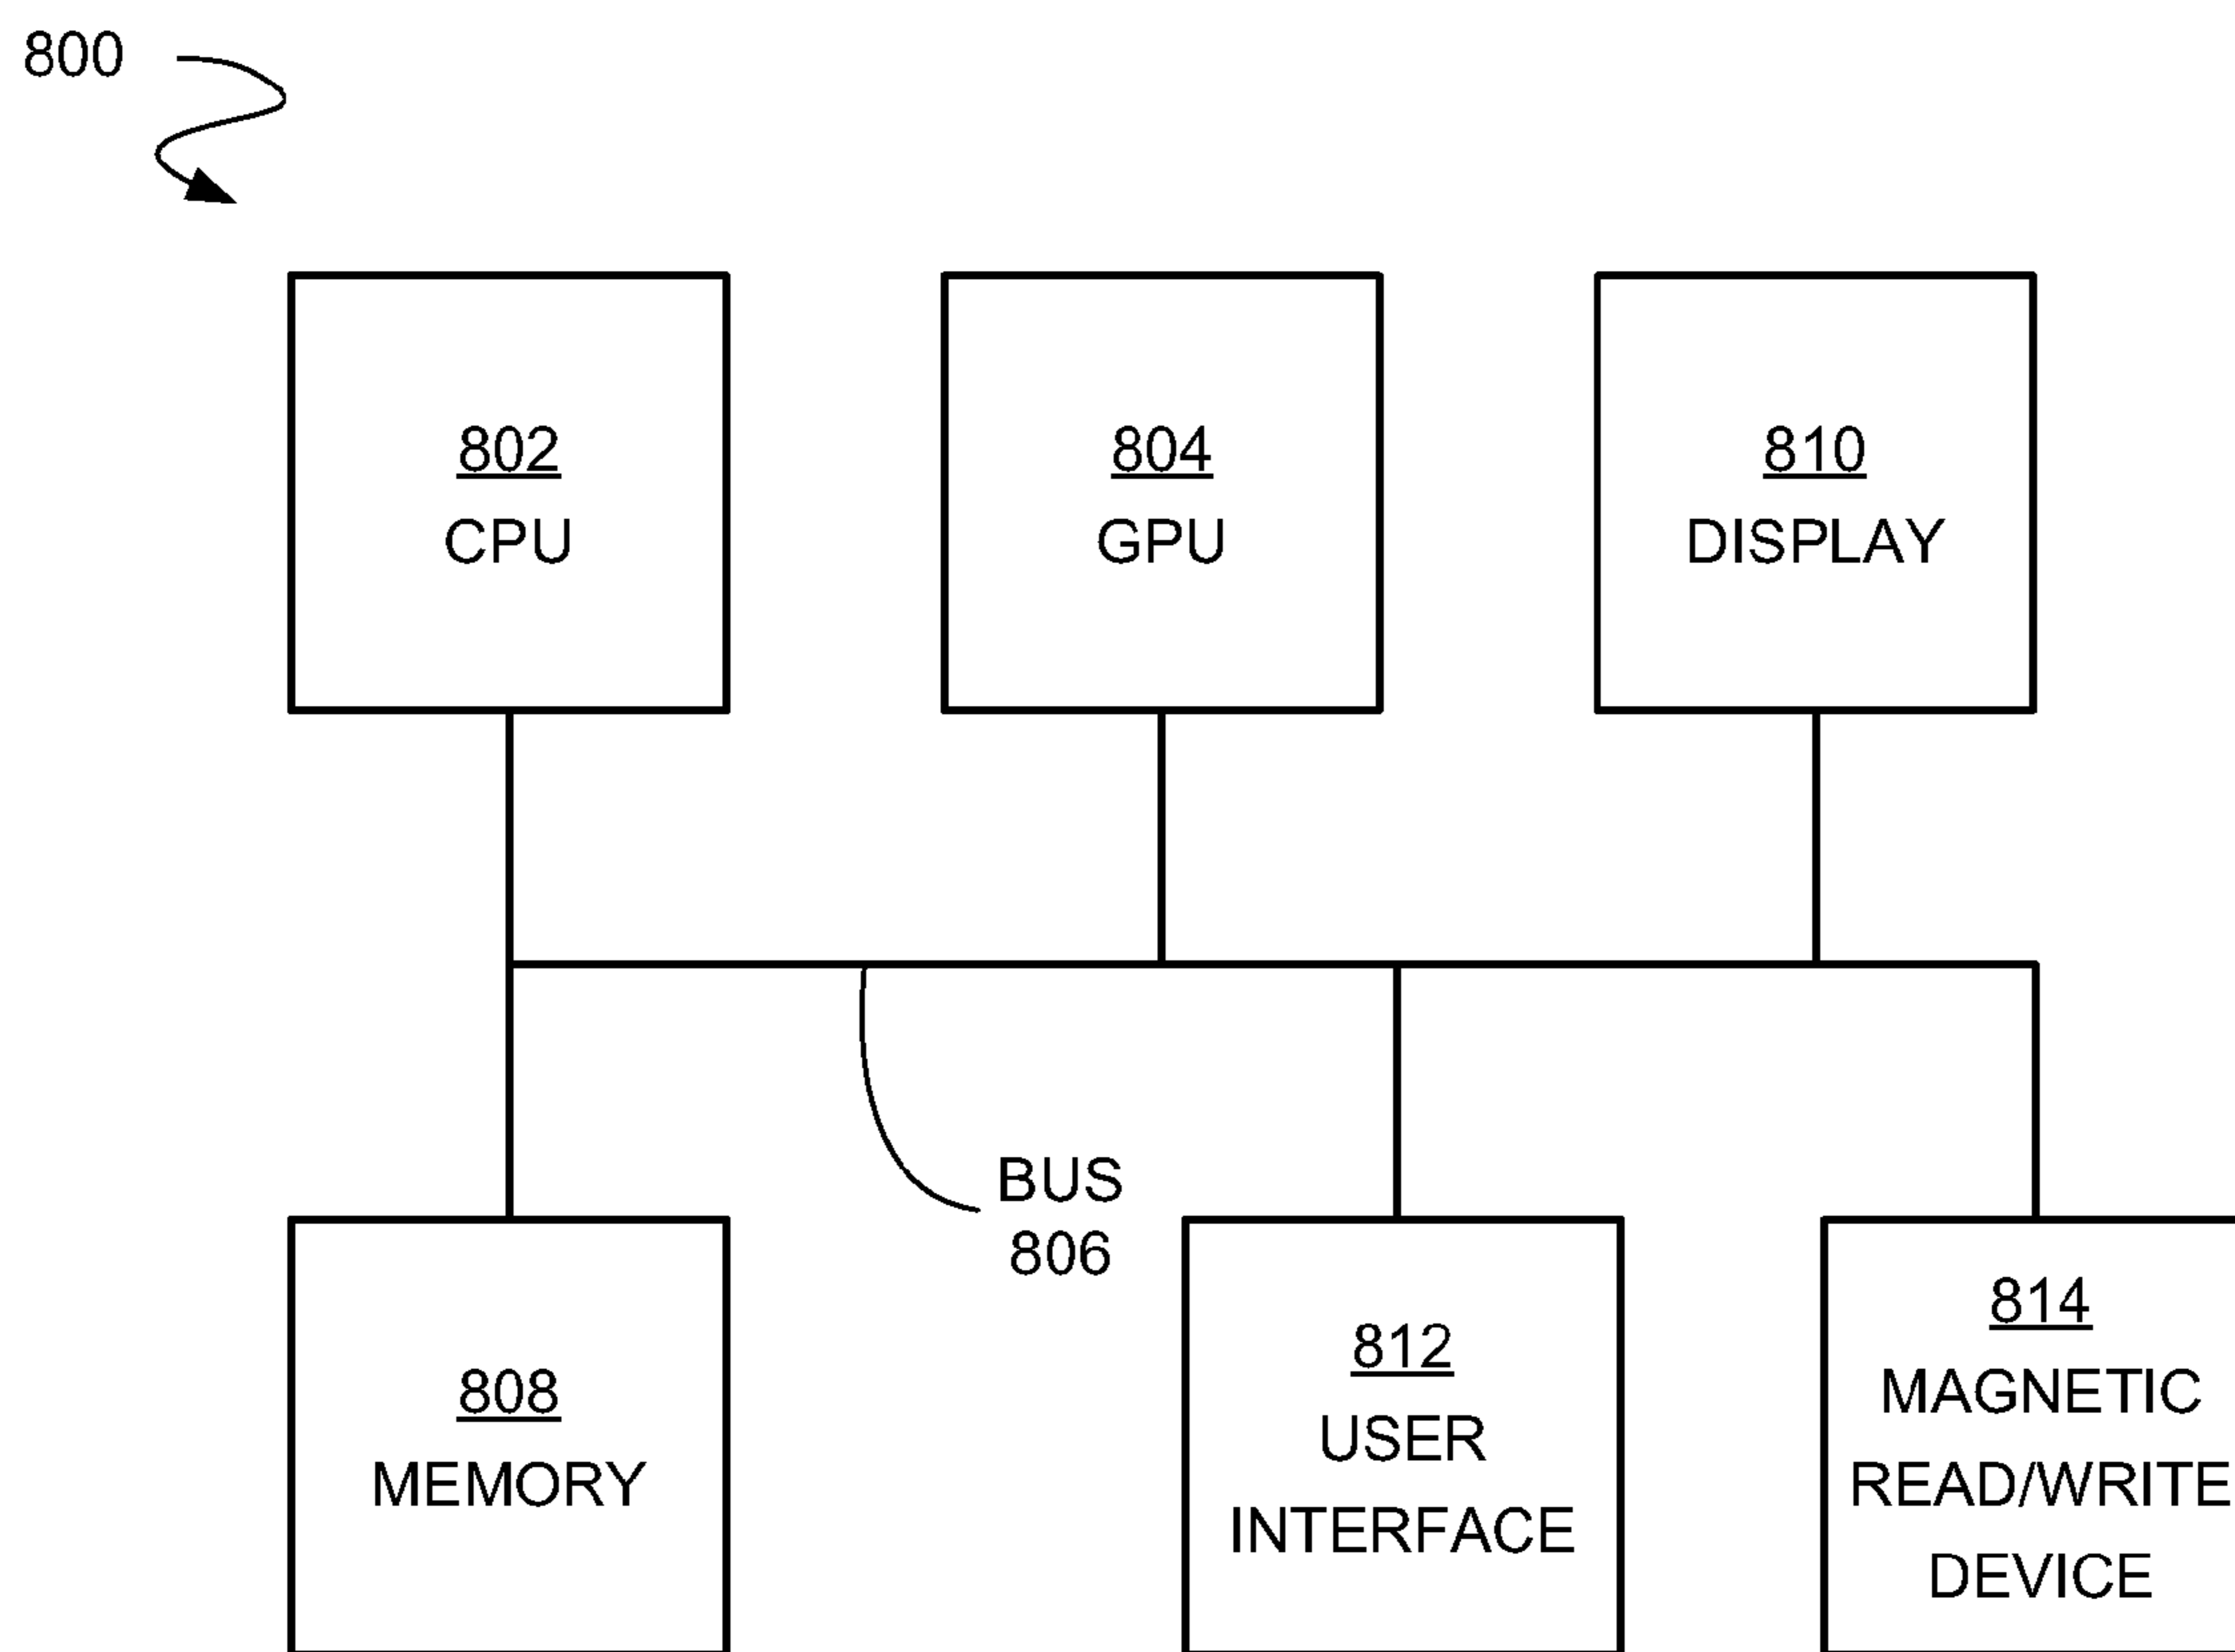 800
802
CPU
804
GPU
810
DISPLAY
BUS
806
808
MEMORY
812
USER
INTERFACE
814
MAGNETIC
READ/WRITE
DEVICE